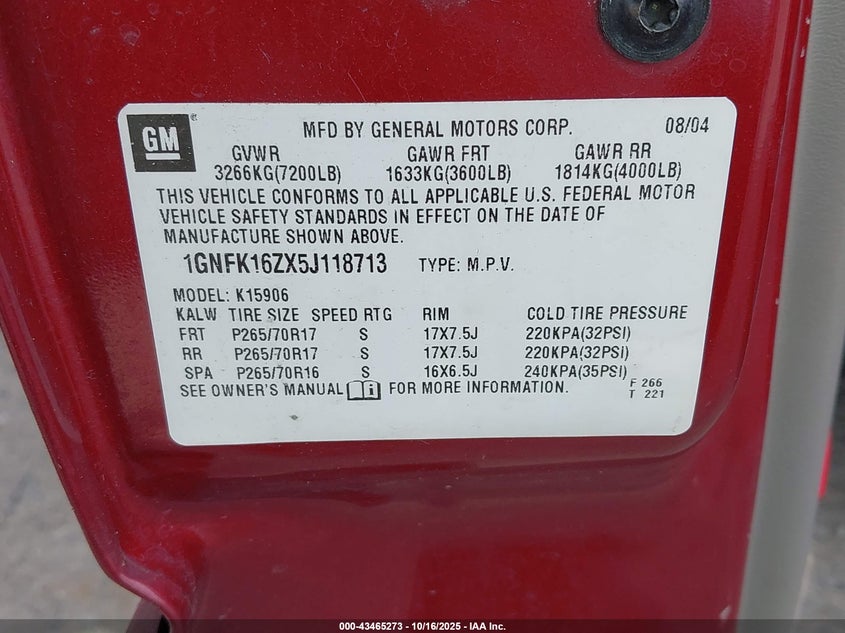 GM ®
MFD BY GENERAL MOTORS CORP. 08/04
GVWR GAWR FRT GAWR RR
3266KG(7200LB) 1633KG(3600LB) 1814KG(4000LB)
THIS VEHICLE CONFORMS TO ALL APPLICABLE U.S. FEDERAL MOTOR
VEHICLE SAFETY STANDARDS IN EFFECT ON THE DATE OF
MANUFACTURE SHOWN ABOVE.
1GNFK16ZX5J118713 TYPE: M.P.V.
MODEL: K15906
KALW TIRE SIZE SPEED RTG RIM COLD TIRE PRESSURE
FRT P265/70R17 S 17X7.5J 220KPA(32PSI)
RR P265/70R17 S 17X7.5J 220KPA(32PSI)
SPA P265/70R16 S 16X6.5J 240KPA(35PSI)
SEE OWNER'S MANUAL i FOR MORE INFORMATION. F 266
T 221
000-43465273 - 10/16/2025 - IAA Inc.